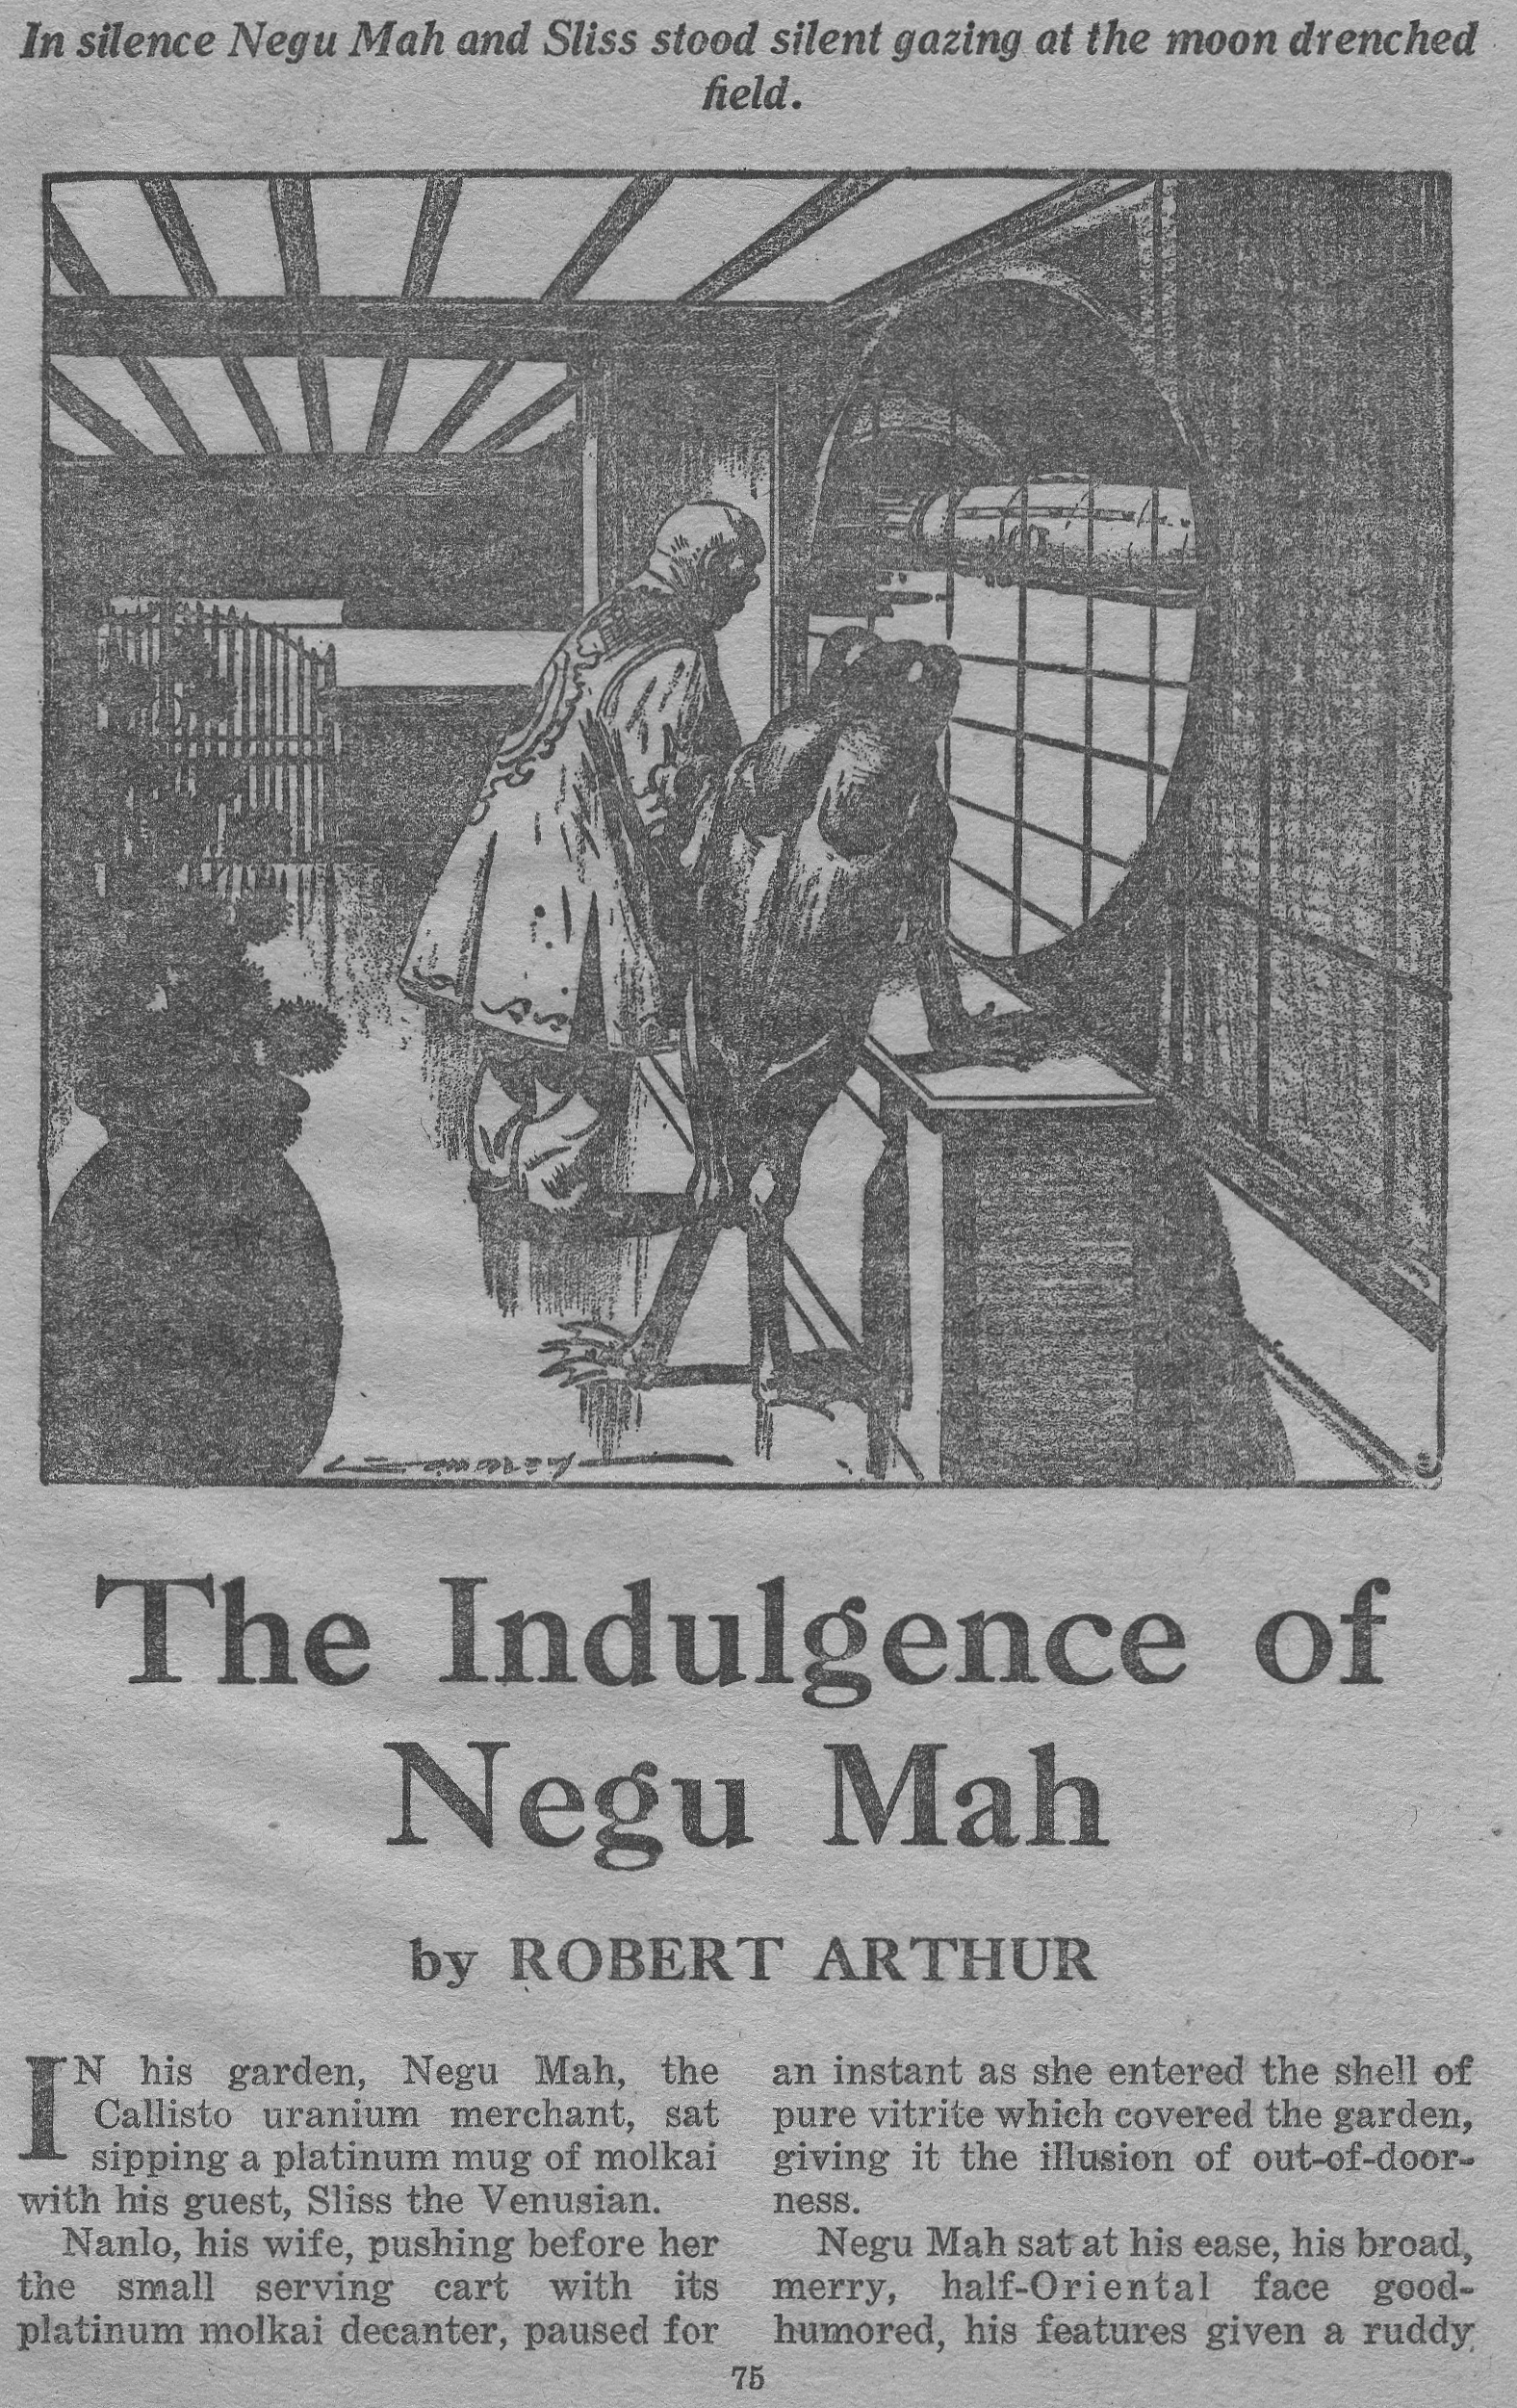 In silence Negu Mah and Sliss stood silent gazing at the moon drenched
field.
The Indulgence of
Negu Mah
by ROBERT ARTHUR
IN his garden, Negu Mah, the
Callisto uranium merchant, sat
sipping a platinum mug of molkai
with his guest, Sliss the Venusian.
Nanlo, his wife, pushing before her
the small serving cart with its
platinum molkai decanter, paused for
an instant as she entered the shell of
pure vitrite which covered the garden,
giving it the illusion of out-of-door-
ness.
Negu Mah sat at his ease, his broad,
merry, half-Oriental face good-
humored, his features given a ruddy
75